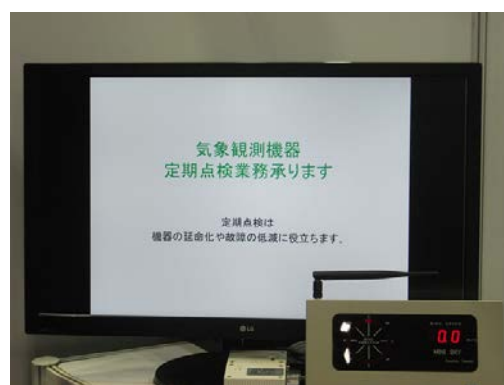 気象観測機器
定期点検業務承ります
定期点検は
機器の延命化や故障の低減に役立ちます。
LG
0.0